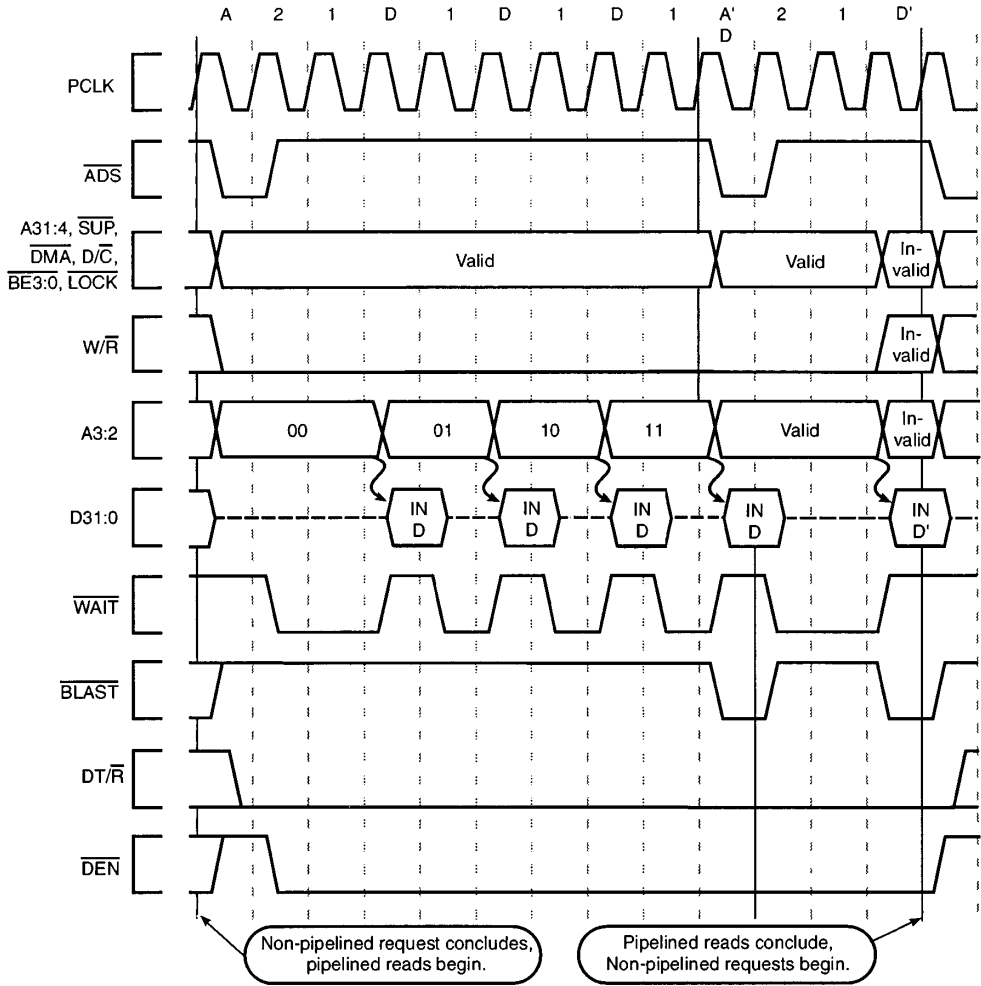 A 2 1 D 1 D 1 D 1 A' 2 1 D'
D
PCLK
ADS
A31:4, SUP,
DMA, D/C,
BE3:0, LOCK
Valid
Valid
In-
valid
W/R
In-
valid
A3:2
00
01
10
11
Valid
In-
valid
D31:0
IN
D
IN
D
IN
D
IN
D
IN
D'
WAIT
BLAST
DT/R
DEN
Non-pipelined request concludes,
pipelined reads begin.
Pipelined reads conclude,
Non-pipelined requests begin.